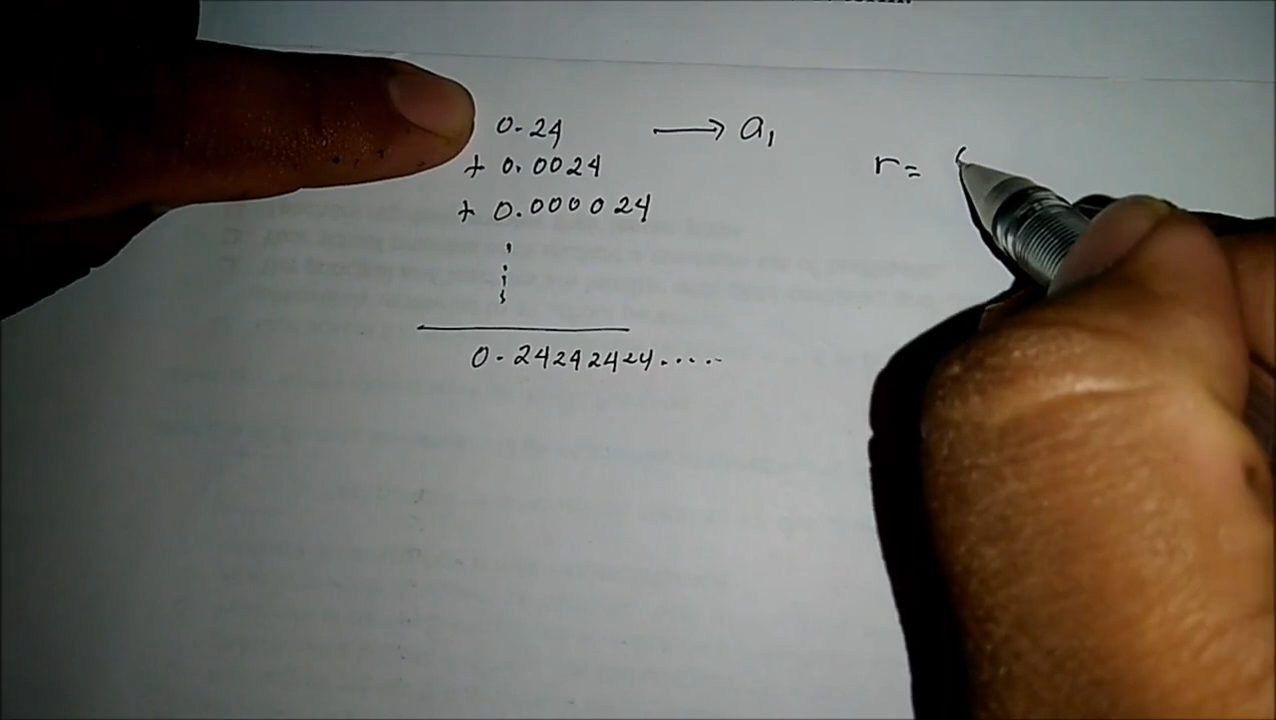 0.24 → a₁
+ 0.0024
+ 0.000024
r =
0.24242424.....